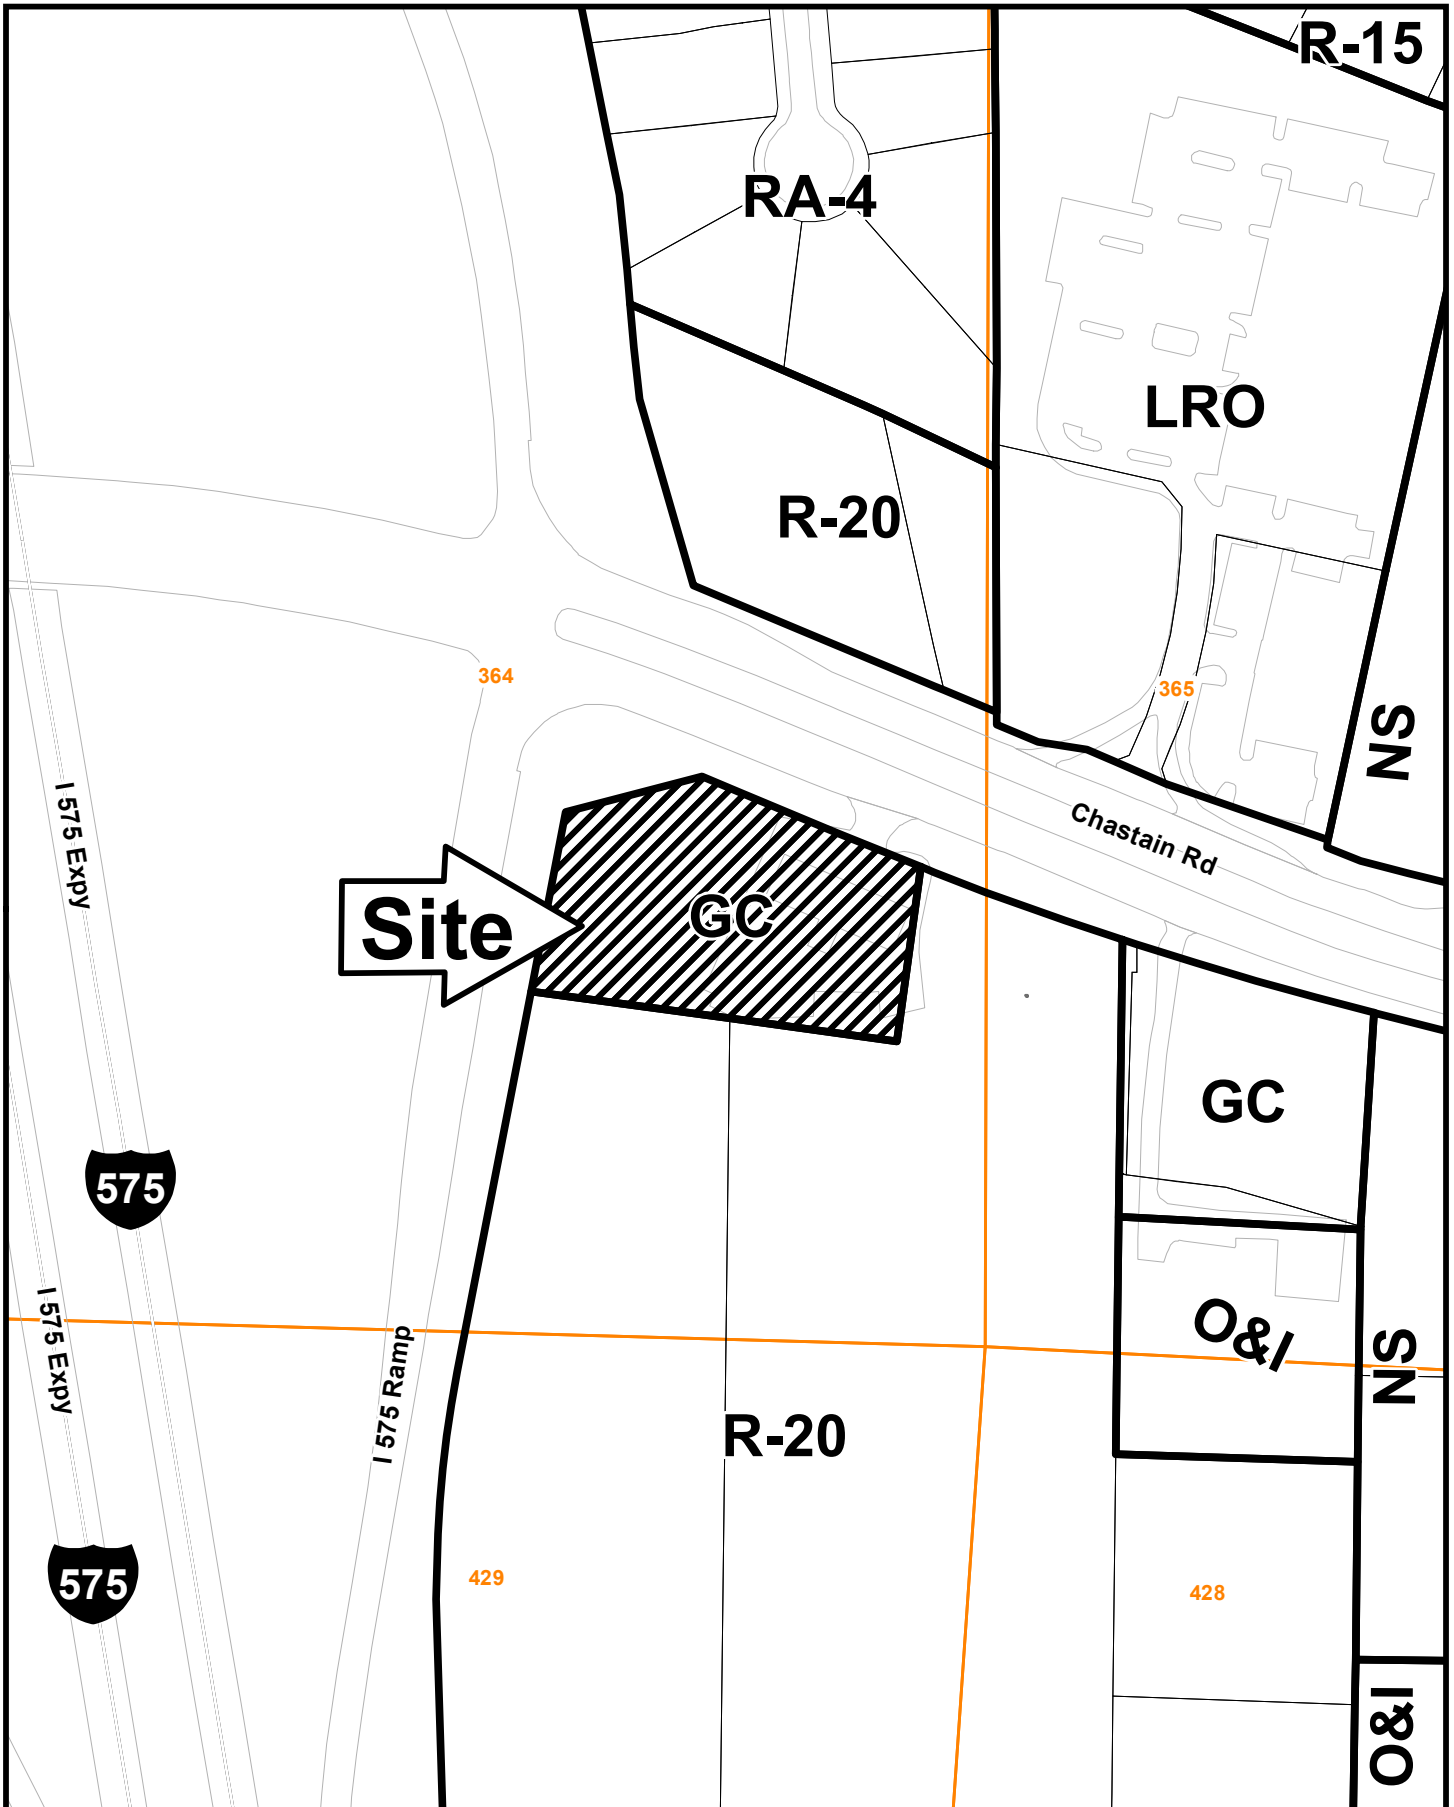 R-15
RA-4
LRO
R-20
364
365
NS
I 575 Expy
Chastain Rd
Site
GC
GC
575
I 575 Expy
O&I
I 575 Ramp
NS
R-20
575
429
428
O&I